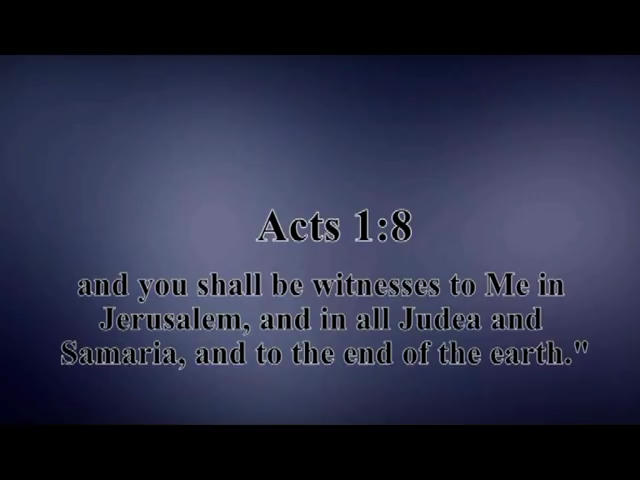 Acts 1:8
and you shall be witnesses to Me in
Jerusalem, and in all Judea and
Samaria, and to the end of the earth."